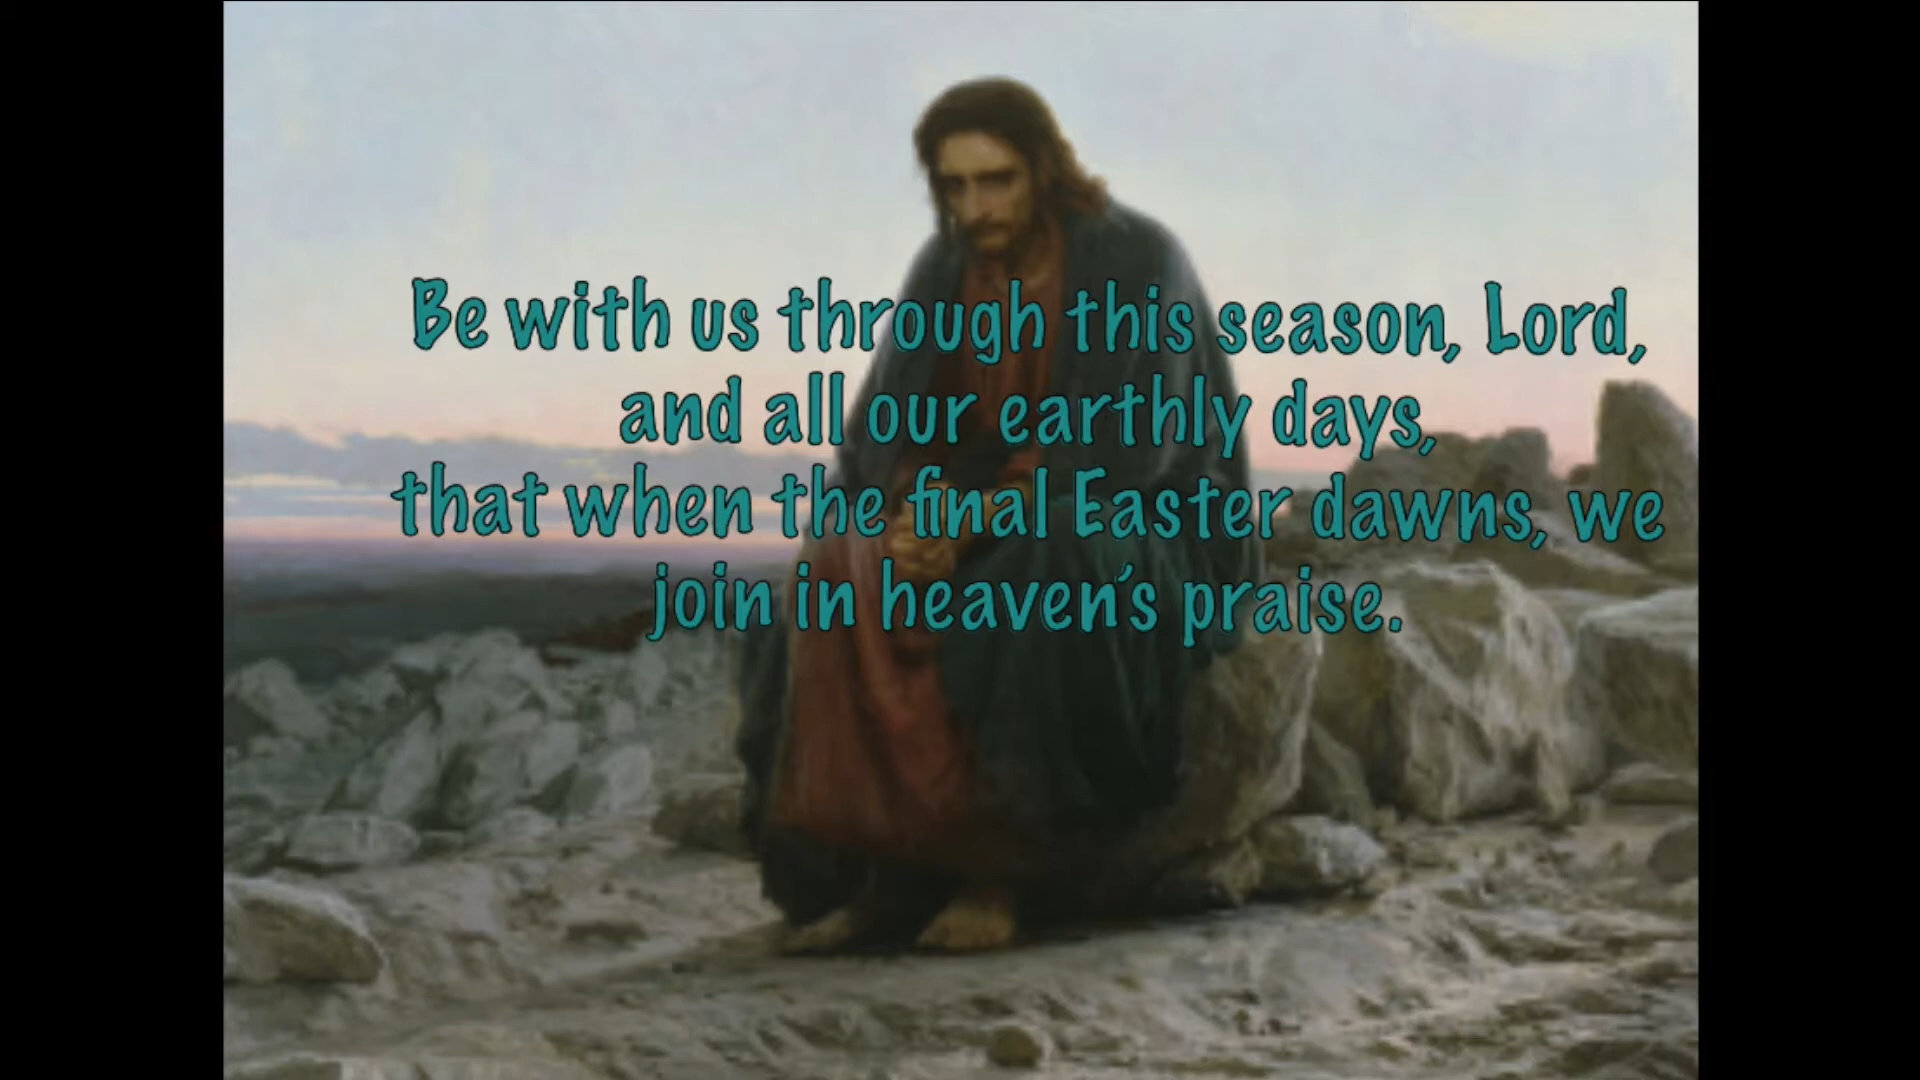 Be with us through this season, Lord,
and all our earthly days,
that when the final Easter dawns, we
join in heaven's praise.